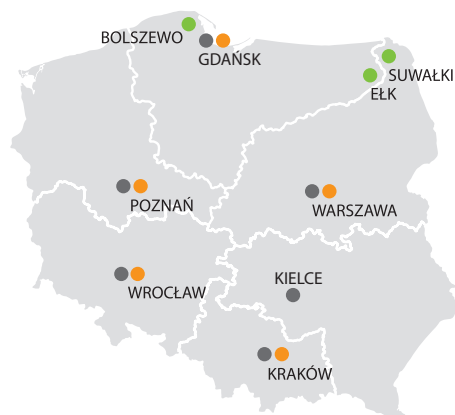 BOLSZEWO
GDAŃSK
SUWAŁKI
EŁK
POZNAŃ
WARSZAWA
WROCŁAW
KIELCE
KRAKÓW